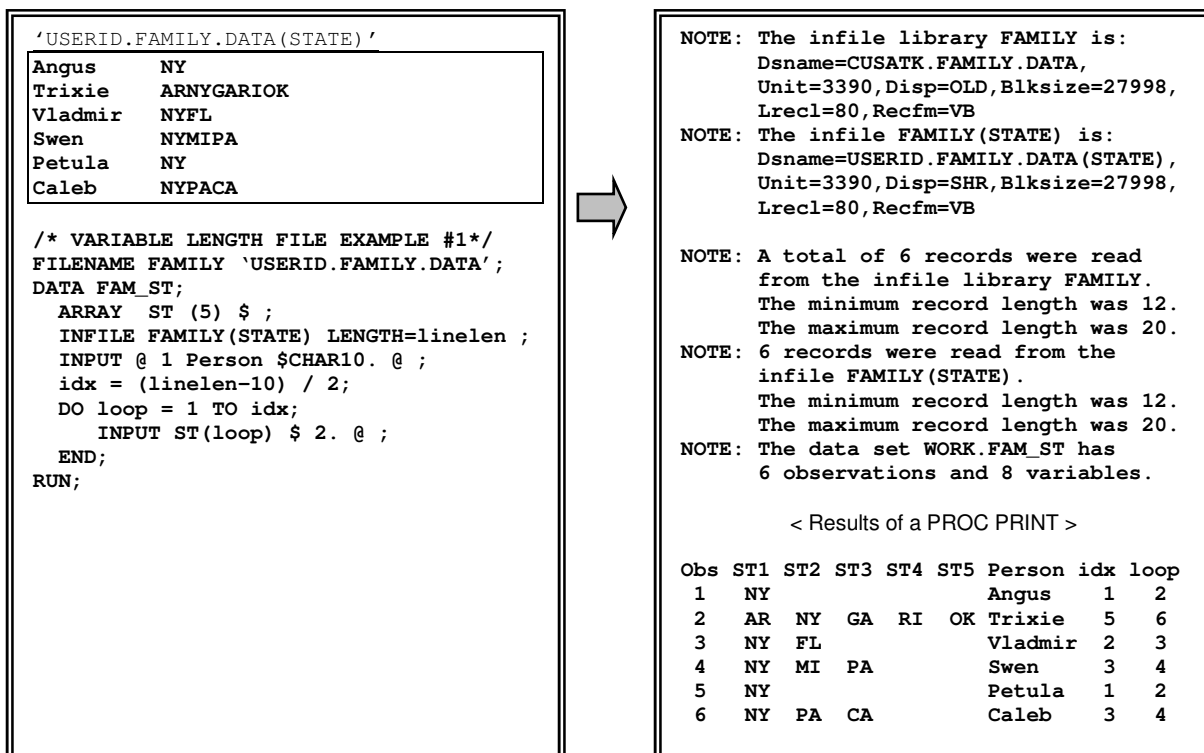 ‘USERID.FAMILY.DATA(STATE)’
Angus NY
Trixie ARNYGARIOK
Vladmir NYFL
Swen NYMIPA
Petula NY
Caleb NYPACA
/* VARIABLE LENGTH FILE EXAMPLE #1*/
FILENAME FAMILY ‘USERID.FAMILY.DATA’;
DATA FAM_ST;
ARRAY ST (5) $ ;
INFILE FAMILY(STATE) LENGTH=linelen ;
INPUT @ 1 Person $CHAR10. @ ;
idx = (linelen–10) / 2;
DO loop = 1 TO idx;
INPUT ST(loop) $ 2. @ ;
END;
RUN;
NOTE: The infile library FAMILY is:
Dsname=CUSATK.FAMILY.DATA,
Unit=3390,Disp=OLD,Blksize=27998,
Lrecl=80,Recfm=VB
NOTE: The infile FAMILY(STATE) is:
Dsname=USERID.FAMILY.DATA(STATE),
Unit=3390,Disp=SHR,Blksize=27998,
Lrecl=80,Recfm=VB
NOTE: A total of 6 records were read
from the infile library FAMILY.
The minimum record length was 12.
The maximum record length was 20.
NOTE: 6 records were read from the
infile FAMILY(STATE).
The minimum record length was 12.
The maximum record length was 20.
NOTE: The data set WORK.FAM_ST has
6 observations and 8 variables.
< Results of a PROC PRINT >
Obs ST1 ST2 ST3 ST4 ST5 Person idx loop
1 NY Angus 1 2
2 AR NY GA RI OK Trixie 5 6
3 NY FL Vladmir 2 3
4 NY MI PA Swen 3 4
5 NY Petula 1 2
6 NY PA CA Caleb 3 4